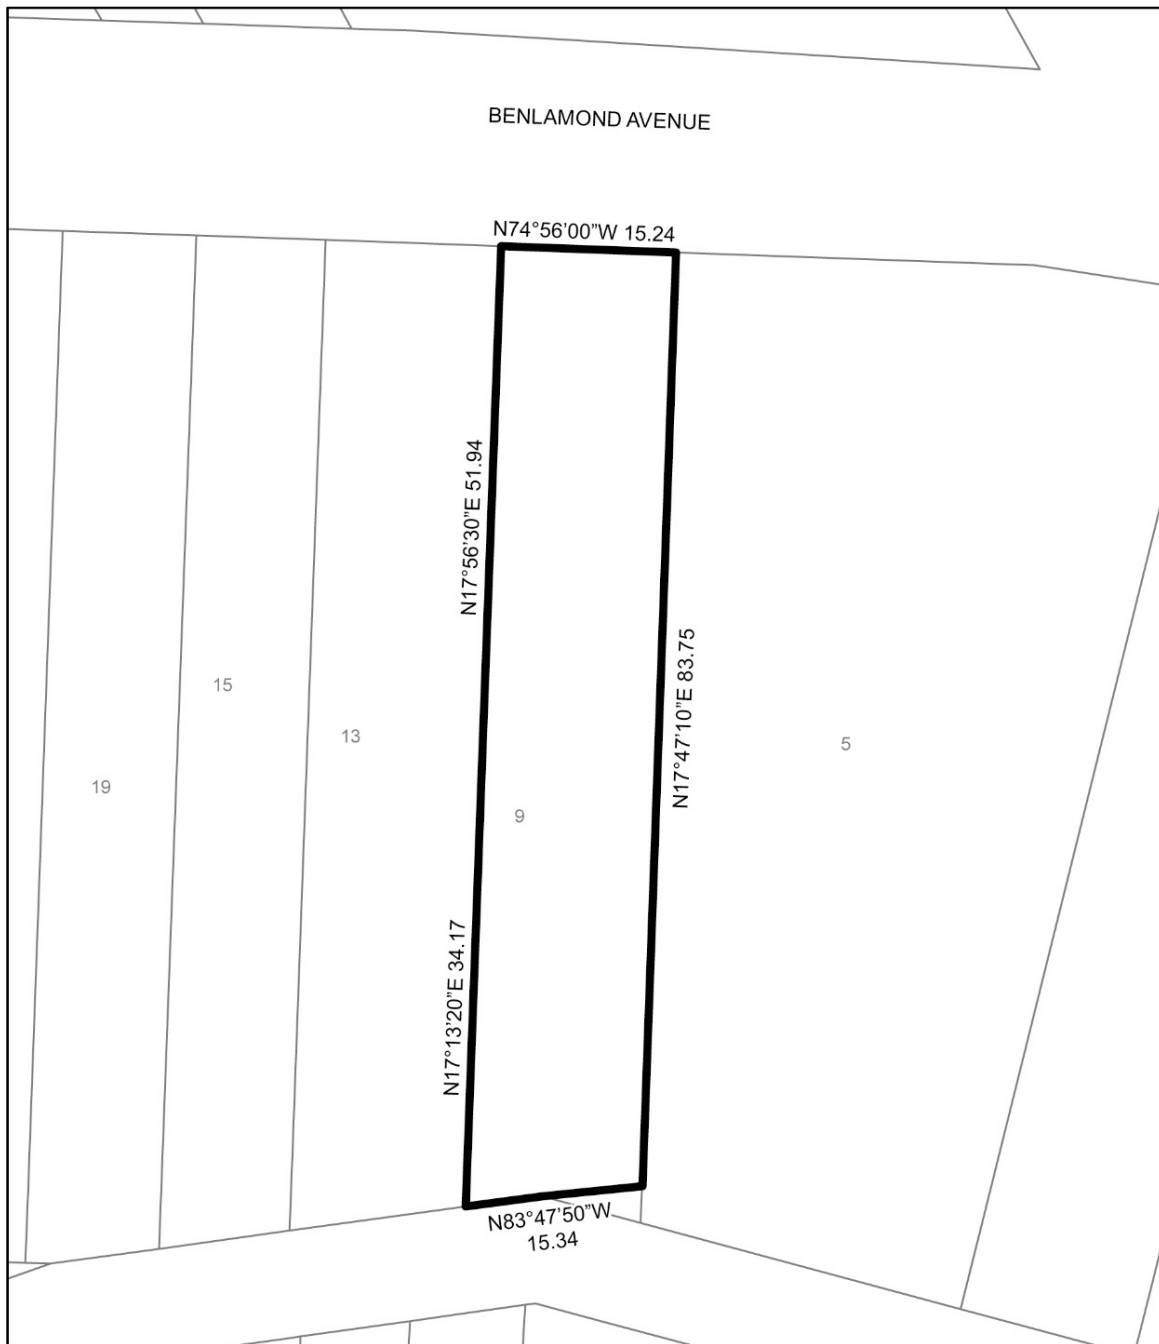 BENLAMOND AVENUE
N74°56’00”W 15.24
N17°56’30”E 51.94
N17°47’10”E 83.75
15
13
5
19
9
N17°13’20”E 34.17
N83°47’50”W
15.34